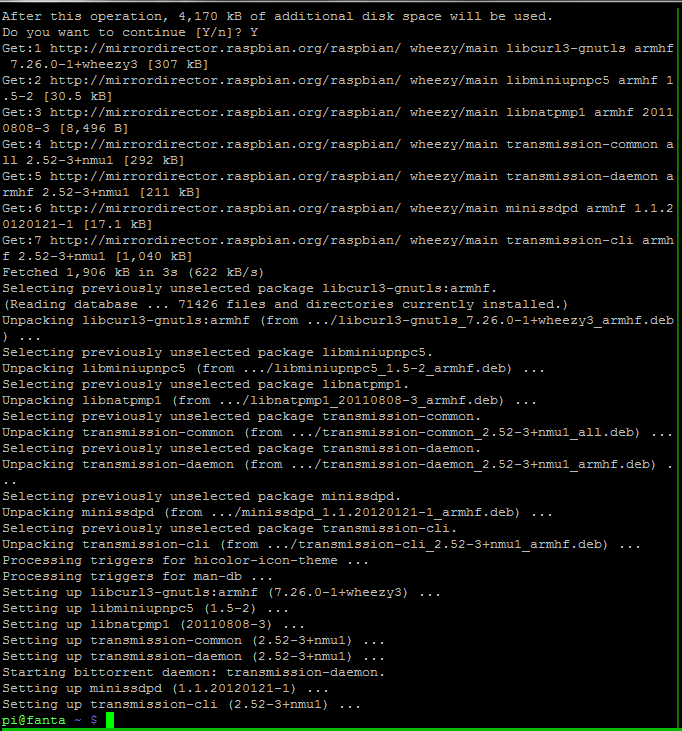 After this operation, 4,170 kB of additional disk space will be used.
Do you want to continue [Y/n]? Y
Get:1 http://mirrordirector.raspbian.org/raspbian/ wheezy/main libcurl3-gnutls armhf
 7.26.0-1+wheezy3 [307 kB]
Get:2 http://mirrordirector.raspbian.org/raspbian/ wheezy/main libminiupnpc5 armhf 1
.5-2 [30.5 kB]
Get:3 http://mirrordirector.raspbian.org/raspbian/ wheezy/main libnatpmp1 armhf 2011
0808-3 [8,496 B]
Get:4 http://mirrordirector.raspbian.org/raspbian/ wheezy/main transmission-common a
ll 2.52-3+nmu1 [292 kB]
Get:5 http://mirrordirector.raspbian.org/raspbian/ wheezy/main transmission-daemon a
rmhf 2.52-3+nmu1 [211 kB]
Get:6 http://mirrordirector.raspbian.org/raspbian/ wheezy/main minissdpd armhf 1.1.2
0120121-1 [17.1 kB]
Get:7 http://mirrordirector.raspbian.org/raspbian/ wheezy/main transmission-cli armh
f 2.52-3+nmu1 [1,040 kB]
Fetched 1,906 kB in 3s (622 kB/s)
Selecting previously unselected package libcurl3-gnutls:armhf.
(Reading database ... 71426 files and directories currently installed.)
Unpacking libcurl3-gnutls:armhf (from .../libcurl3-gnutls_7.26.0-1+wheezy3_armhf.deb
) ...
Selecting previously unselected package libminiupnpc5.
Unpacking libminiupnpc5 (from .../libminiupnpc5_1.5-2_armhf.deb) ...
Selecting previously unselected package libnatpmp1.
Unpacking libnatpmp1 (from .../libnatpmp1_20110808-3_armhf.deb) ...
Selecting previously unselected package transmission-common.
Unpacking transmission-common (from .../transmission-common_2.52-3+nmu1_all.deb) ...
Selecting previously unselected package transmission-daemon.
Unpacking transmission-daemon (from .../transmission-daemon_2.52-3+nmu1_armhf.deb) .
..
Selecting previously unselected package minissdpd.
Unpacking minissdpd (from .../minissdpd_1.1.20120121-1_armhf.deb) ...
Selecting previously unselected package transmission-cli.
Unpacking transmission-cli (from .../transmission-cli_2.52-3+nmu1_armhf.deb) ...
Processing triggers for hicolor-icon-theme ...
Processing triggers for man-db ...
Setting up libcurl3-gnutls:armhf (7.26.0-1+wheezy3) ...
Setting up libminiupnpc5 (1.5-2) ...
Setting up libnatpmp1 (20110808-3) ...
Setting up transmission-common (2.52-3+nmu1) ...
Setting up transmission-daemon (2.52-3+nmu1) ...
Starting bittorrent daemon: transmission-daemon.
Setting up minissdpd (1.1.20120121-1) ...
Setting up transmission-cli (2.52-3+nmu1) ...
pi@fanta ~ $